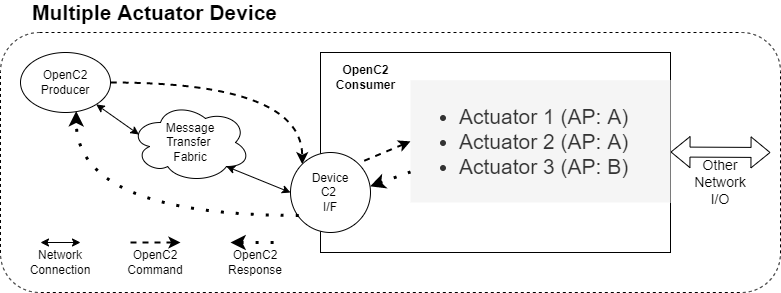 Multiple Actuator Device
OpenC2
Producer
Message
Transfer
Fabric
Device
C2
I/F
OpenC2
Consumer
• Actuator 1 (AP: A)
• Actuator 2 (AP: A)
• Actuator 3 (AP: B)
Other
Network
I/O
Network
Connection
OpenC2
Command
OpenC2
Response